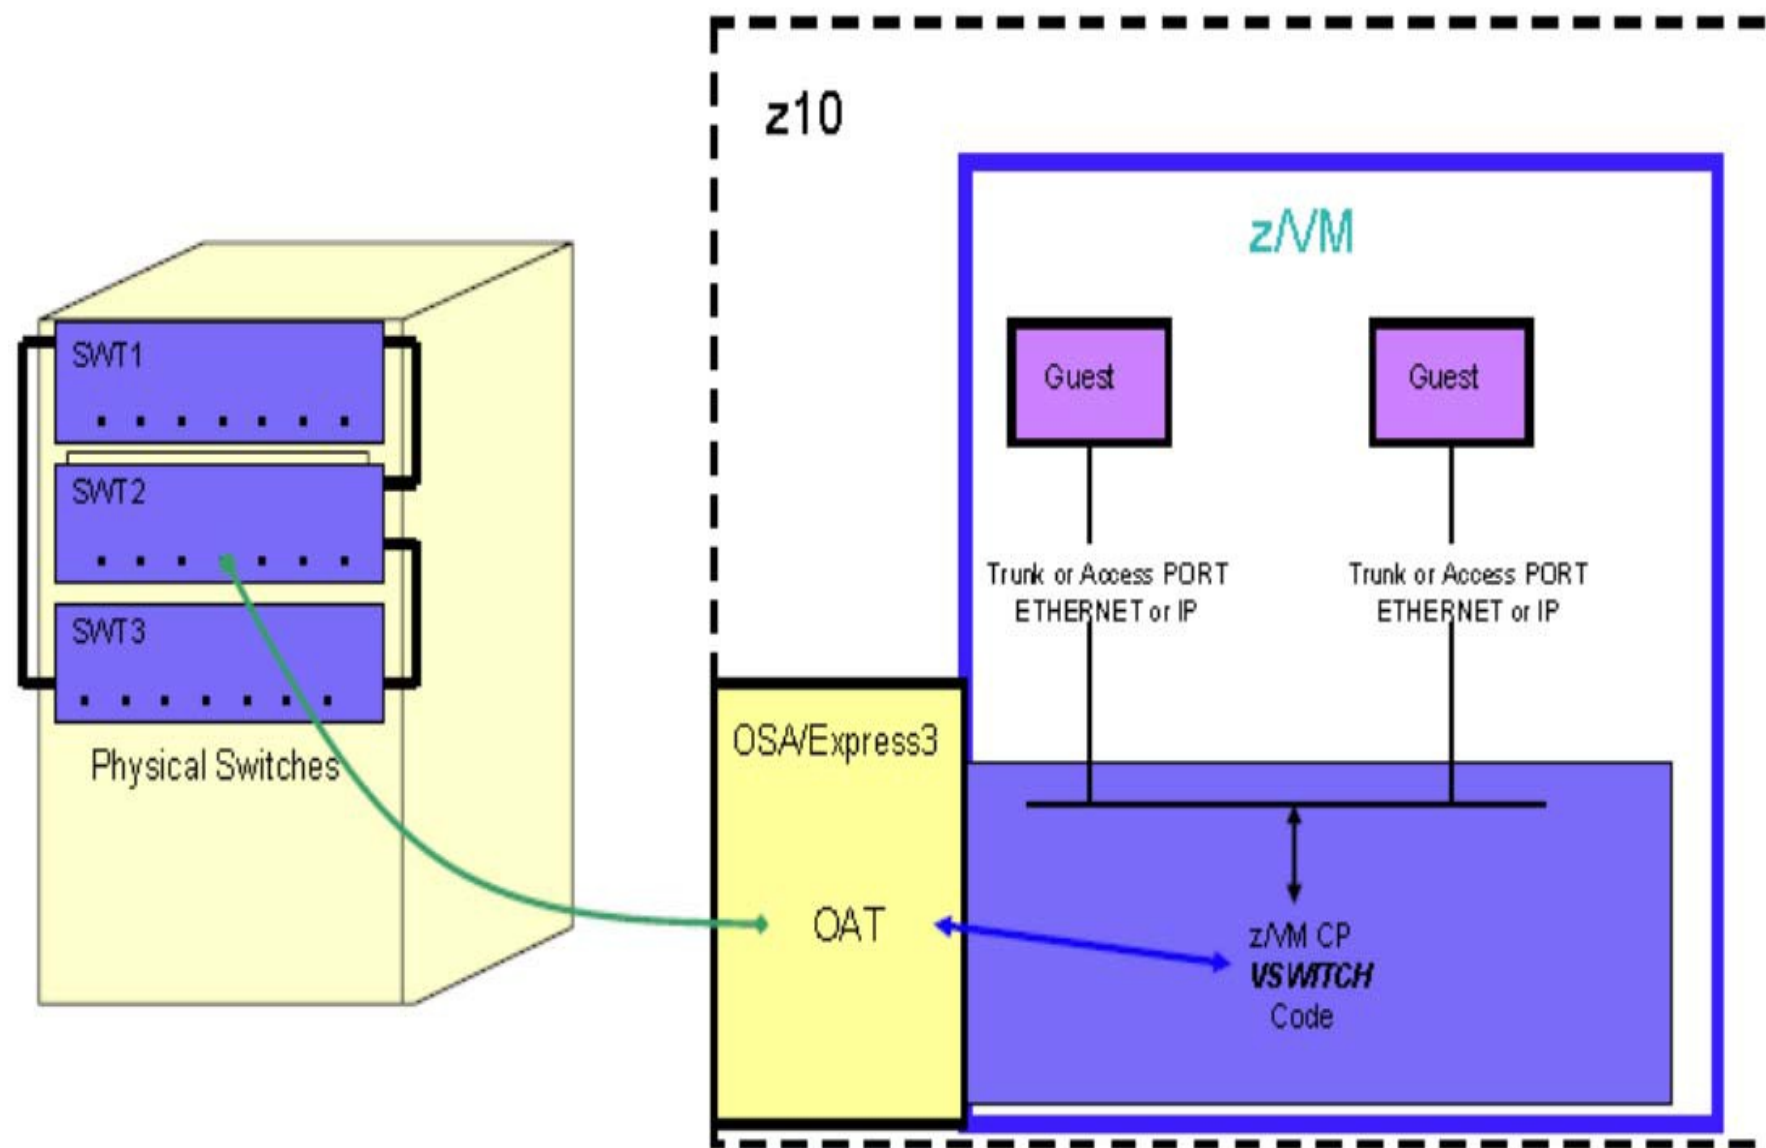 z10
z/VM
SWT1
SWT2
SWT3
Physical Switches
Guest
Guest
Trunk or Access PORT
ETHERNET or IP
Trunk or Access PORT
ETHERNET or IP
OSA/Express3
OAT
z/VM CP
VSWITCH
Code